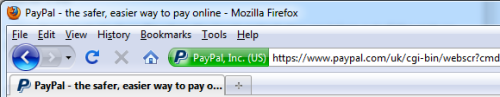 PayPal - the safer, easier way to pay online - Mozilla Firefox
File Edit View History Bookmarks Tools Help
PayPal, Inc. (US) https://www.paypal.com/uk/cgi-bin/webscr?cmd
PayPal - the safer, easier way to pay o...